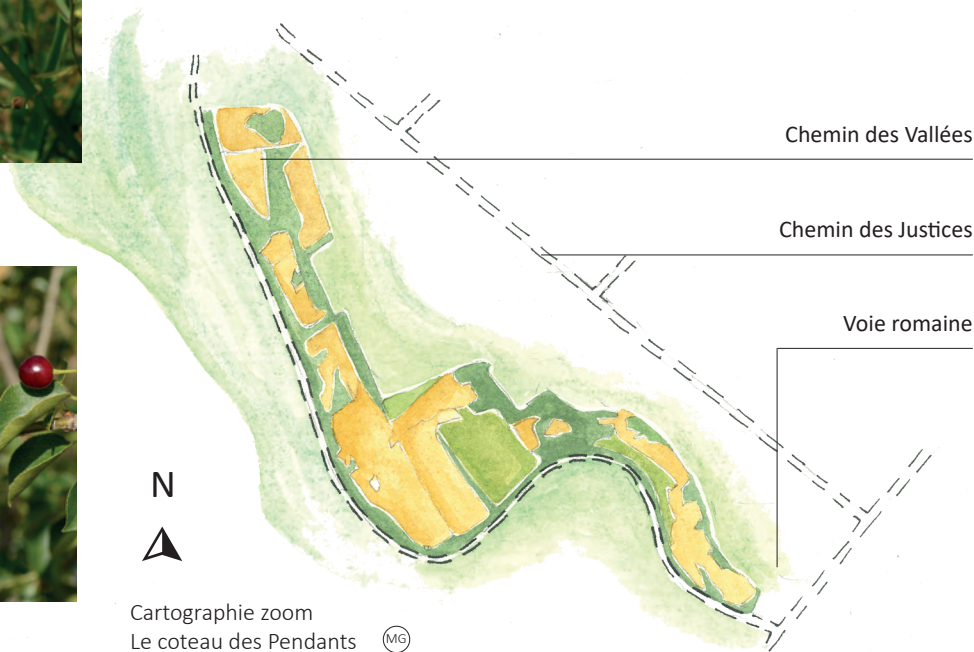 Chemin des Vallées
Chemin des Justices
Voie romaine
N
Cartographie zoom
Le coteau des Pendants MG